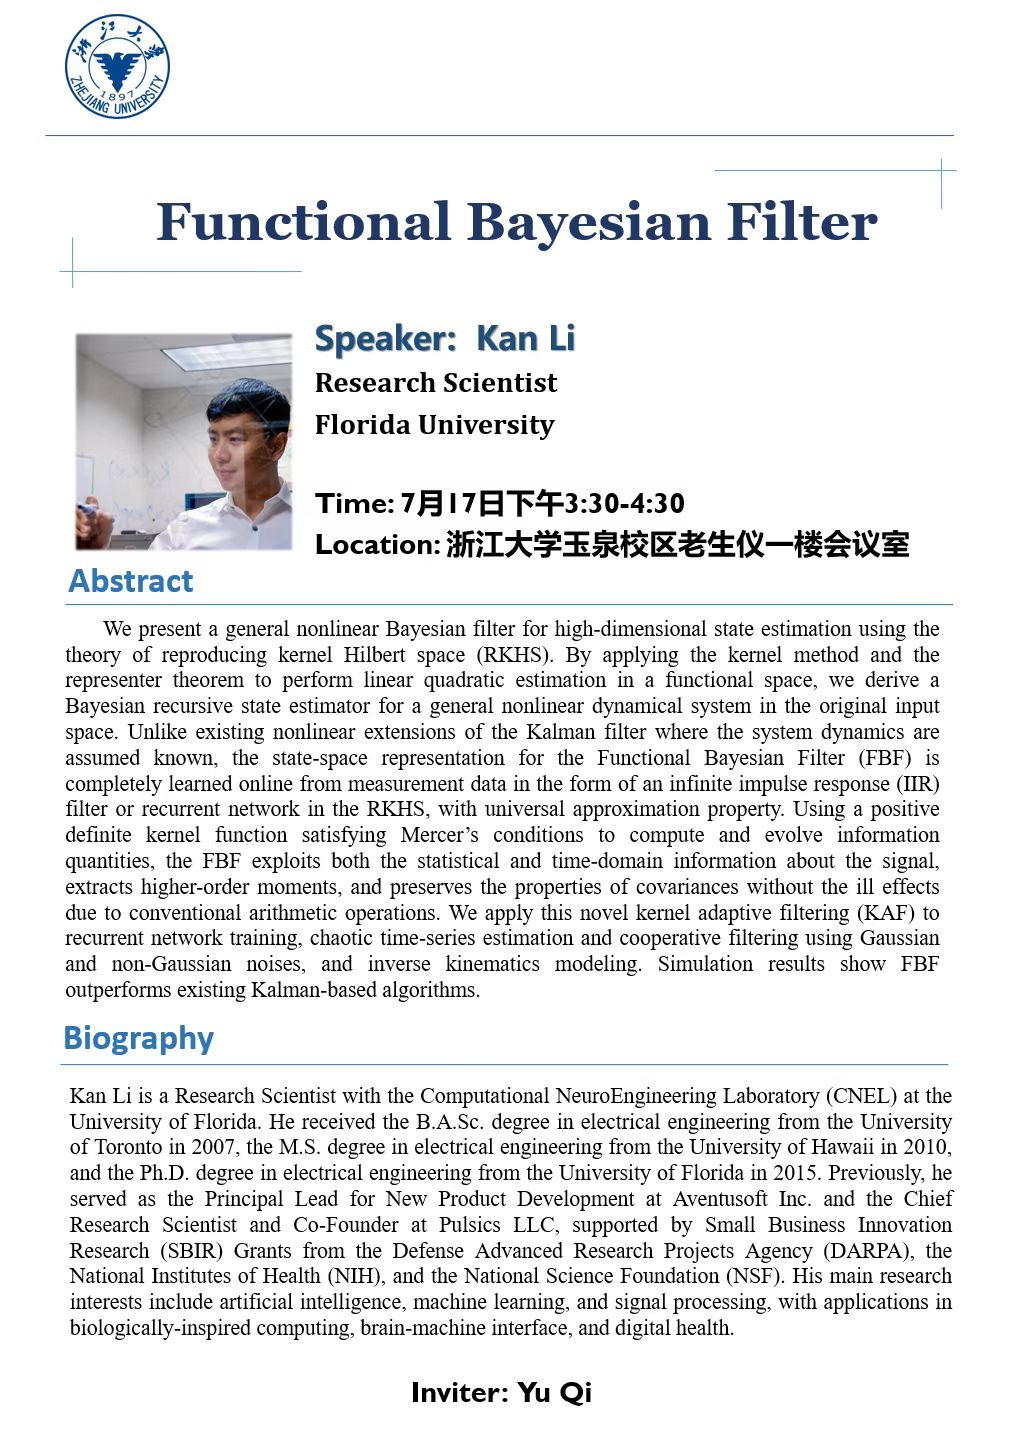 浙江大學
ZHEJIANG UNIVERSITY
1897
Functional Bayesian Filter
Speaker: Kan Li
Research Scientist
Florida University
Time: 7月17日下午3:30-4:30
Location: 浙江大学玉泉校区老生仪一楼会议室
Abstract
We present a general nonlinear Bayesian filter for high-dimensional state estimation using the
theory of reproducing kernel Hilbert space (RKHS). By applying the kernel method and the
representer theorem to perform linear quadratic estimation in a functional space, we derive a
Bayesian recursive state estimator for a general nonlinear dynamical system in the original input
space. Unlike existing nonlinear extensions of the Kalman filter where the system dynamics are
assumed known, the state-space representation for the Functional Bayesian Filter (FBF) is
completely learned online from measurement data in the form of an infinite impulse response (IIR)
filter or recurrent network in the RKHS, with universal approximation property. Using a positive
definite kernel function satisfying Mercer’s conditions to compute and evolve information
quantities, the FBF exploits both the statistical and time-domain information about the signal,
extracts higher-order moments, and preserves the properties of covariances without the ill effects
due to conventional arithmetic operations. We apply this novel kernel adaptive filtering (KAF) to
recurrent network training, chaotic time-series estimation and cooperative filtering using Gaussian
and non-Gaussian noises, and inverse kinematics modeling. Simulation results show FBF
outperforms existing Kalman-based algorithms.
Biography
Kan Li is a Research Scientist with the Computational NeuroEngineering Laboratory (CNEL) at the
University of Florida. He received the B.A.Sc. degree in electrical engineering from the University
of Toronto in 2007, the M.S. degree in electrical engineering from the University of Hawaii in 2010,
and the Ph.D. degree in electrical engineering from the University of Florida in 2015. Previously, he
served as the Principal Lead for New Product Development at Aventusoft Inc. and the Chief
Research Scientist and Co-Founder at Pulsics LLC, supported by Small Business Innovation
Research (SBIR) Grants from the Defense Advanced Research Projects Agency (DARPA), the
National Institutes of Health (NIH), and the National Science Foundation (NSF). His main research
interests include artificial intelligence, machine learning, and signal processing, with applications in
biologically-inspired computing, brain-machine interface, and digital health.
Inviter: Yu Qi